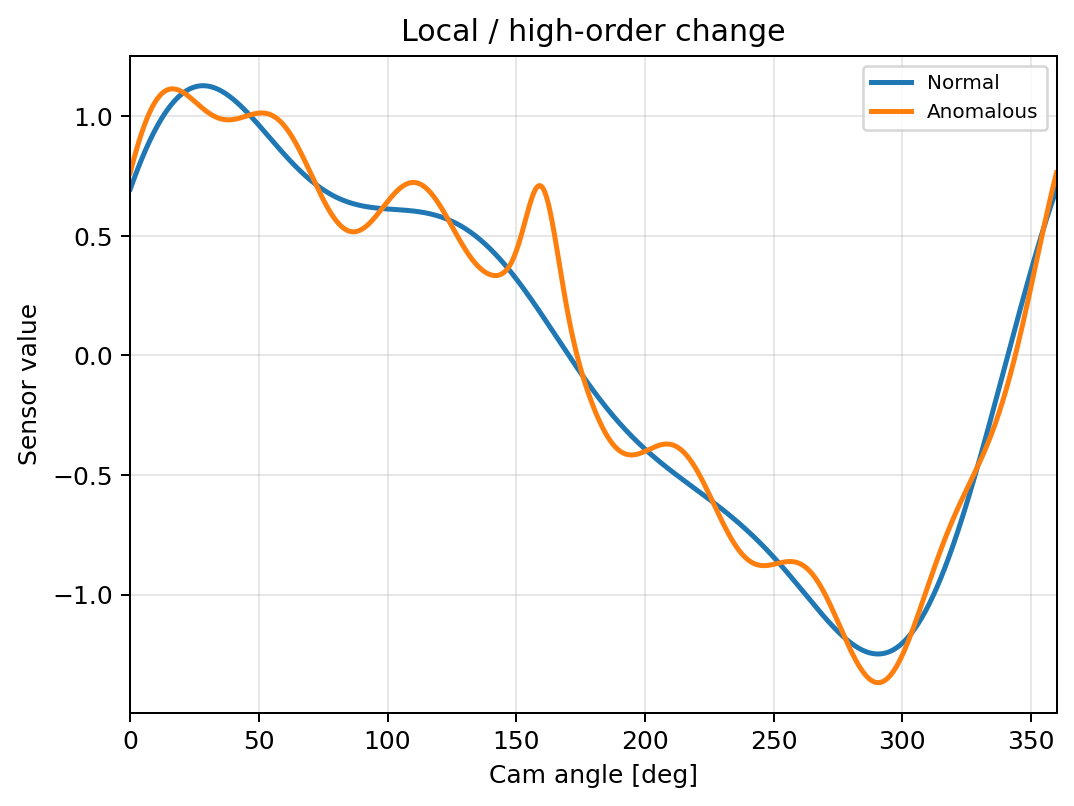 Local / high-order change
Normal
Anomalous
Sensor value
1.0
0.5
0.0
−0.5
−1.0
0 50 100 150 200 250 300 350
Cam angle [deg]